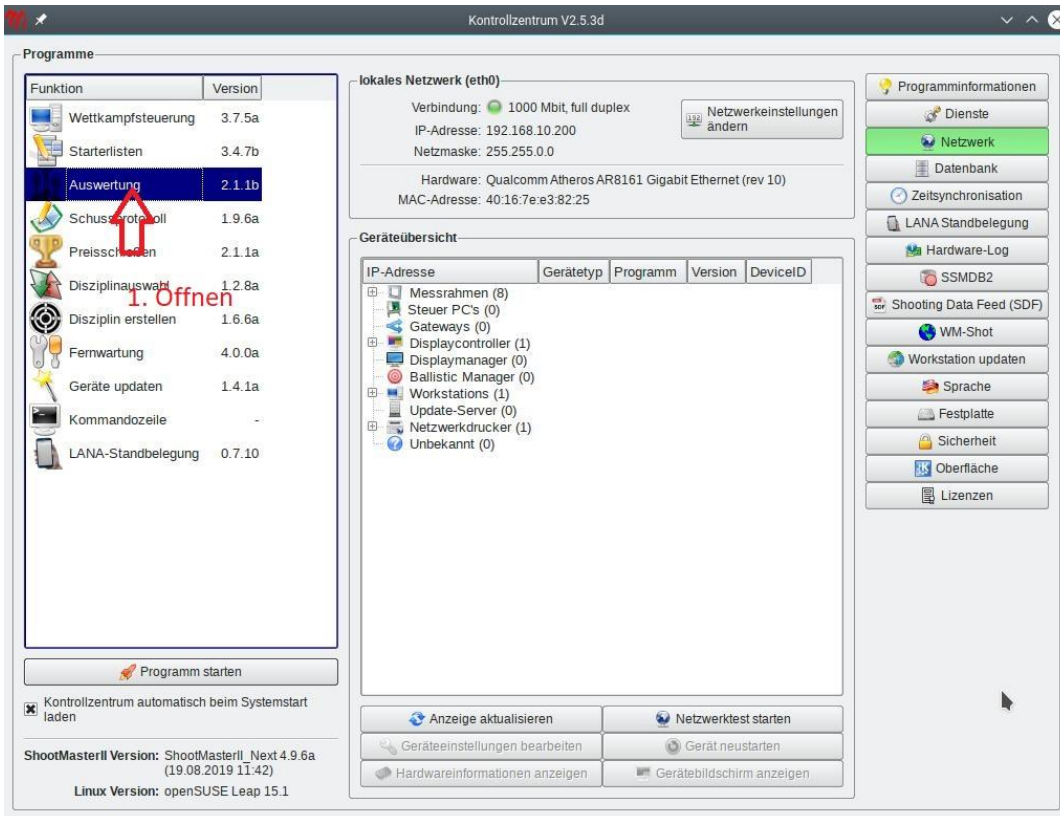 Kontrollzentrum V2.5.3d
Programme
Funktion Version
Wettkampfsteuerung 3.7.5a
Starterlisten 3.4.7b
Auswertung 2.1.1b
Schussprotokoll 1.9.6a
Preisschießen 2.1.1a
Disziplinauswahl 1.2.8a
1. Öffnen
Disziplin erstellen 1.6.6a
Fernwartung 4.0.0a
Geräte updaten 1.4.1a
Kommandozeile -
LANA-Standbelegung 0.7.10
Programm starten
Kontrollzentrum automatisch beim Systemstart
laden
ShootMasterII Version: ShootMasterII_Next 4.9.6a
(19.08.2019 11:42)
Linux Version: openSUSE Leap 15.1
lokales Netzwerk (eth0)
Verbindung: 1000 Mbit, full duplex
IP-Adresse: 192.168.10.200
Netzmaske: 255.255.0.0
Netzwerkeinstellungen
ändern
Hardware: Qualcomm Atheros AR8161 Gigabit Ethernet (rev 10)
MAC-Adresse: 40:16:7e:e3:82:25
Geräteübersicht
IP-Adresse Gerätetyp Programm Version DeviceID
Messrahmen (8)
Steuer PC's (0)
Gateways (0)
Displaycontroller (1)
Displaymanager (0)
Ballistic Manager (0)
Workstations (1)
Update-Server (0)
Netzwerkdrucker (1)
Unbekannt (0)
Anzeige aktualisieren
Netzwerktest starten
Geräteeinstellungen bearbeiten
Gerät neustarten
Hardwareinformationen anzeigen
Gerätebildschirm anzeigen
Programminformationen
Dienste
Netzwerk
Datenbank
Zeitsynchronisation
LANA Standbelegung
Hardware-Log
SSMDB2
Shooting Data Feed (SDF)
WM-Shot
Workstation updaten
Sprache
Festplatte
Sicherheit
Oberfläche
Lizenzen